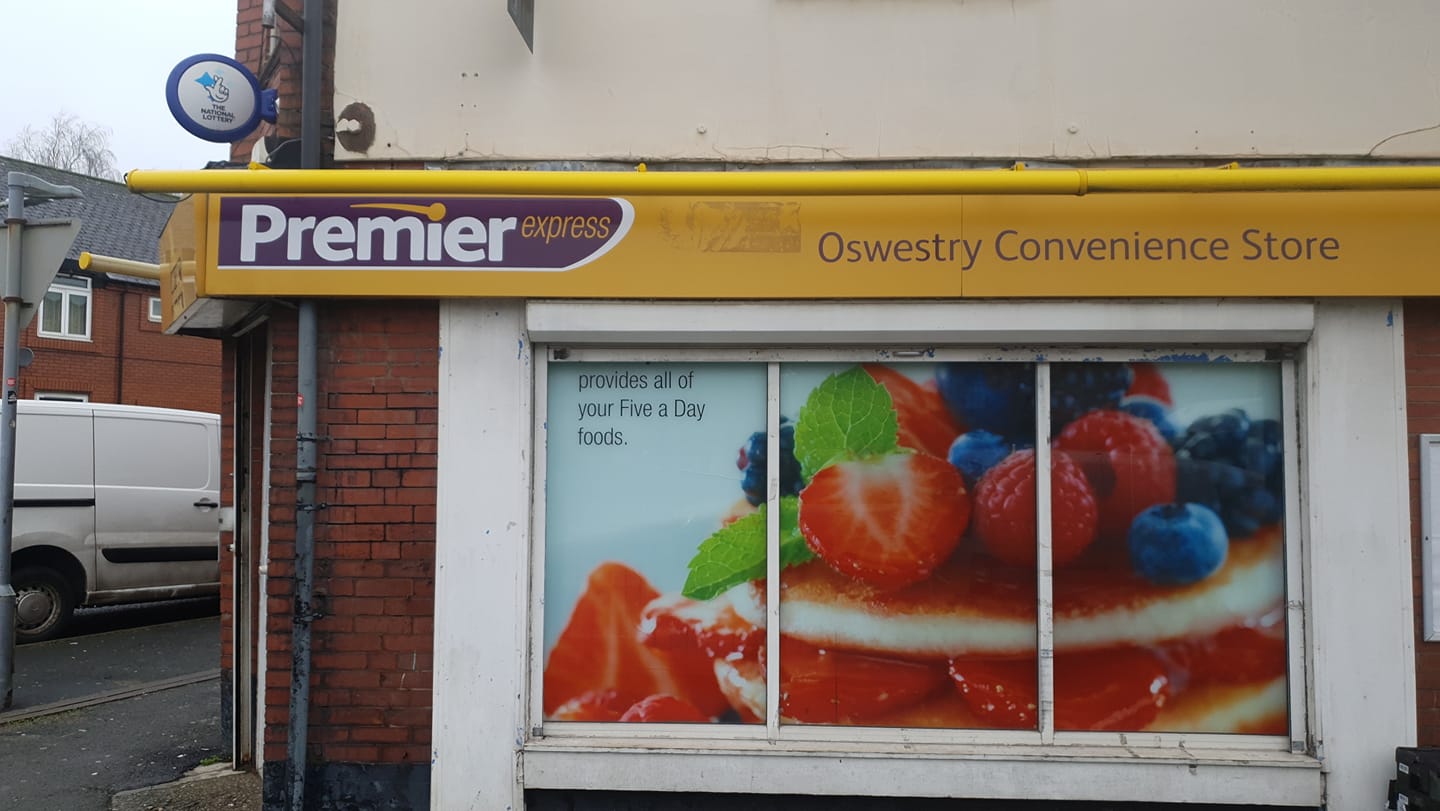 THE
NATIONAL
LOTTERY
Premier express
Oswestry Convenience Store
provides all of
your Five a Day
foods.